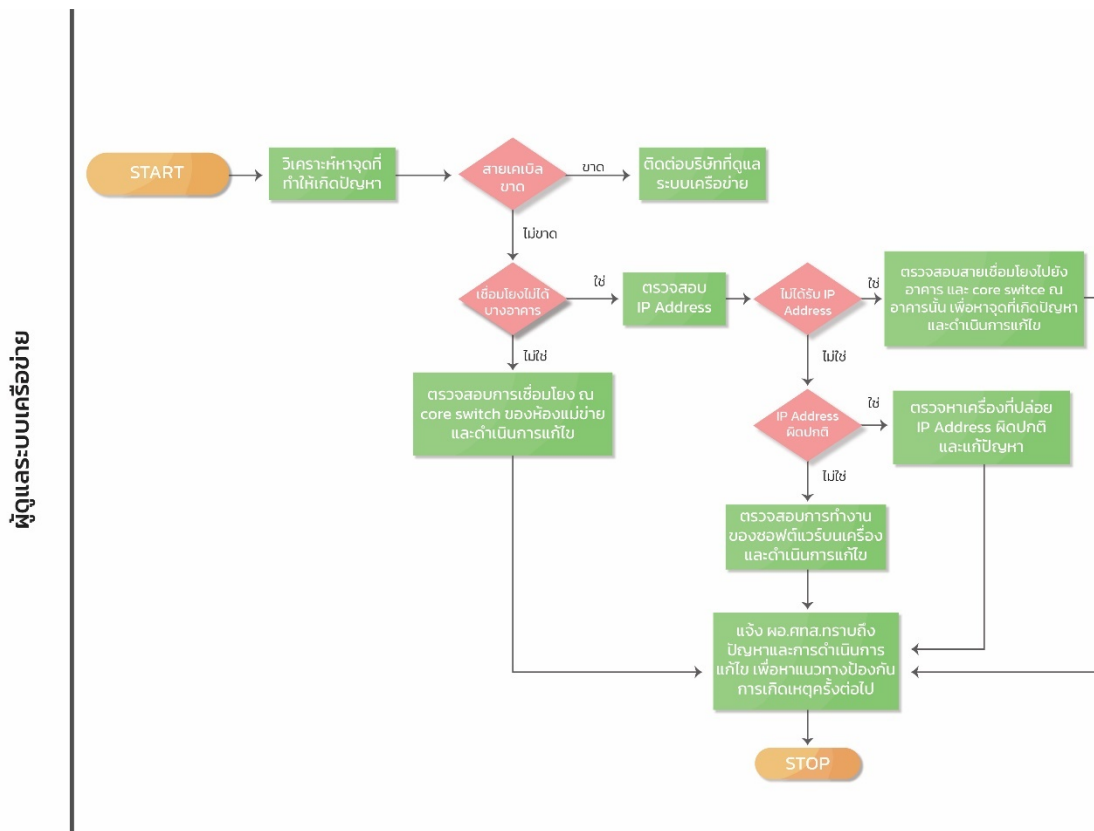 ผู้ดูแลระบบเครือข่าย
START
วิเคราะห์หาจุดที่
ทำให้เกิดปัญหา
สายเคเบิล
ขาด
ขาด
ติดต่อบริษัทที่ดูแล
ระบบเครือข่าย
ไม่ขาด
เชื่อมโยงไม่ได้
บางอาคาร
ใช่
ตรวจสอบ
IP Address
ไม่ได้รับ IP
Address
ใช่
ตรวจสอบสายเชื่อมโยงไปยัง
อาคาร และ core switce ณ
อาคารนั้น เพื่อหาจุดที่เกิดปัญหา
และดำเนินการแก้ไข
ไม่ใช่
ไม่ใช่
ตรวจสอบการเชื่อมโยง ณ
core switch ของห้องแม่ข่าย
และดำเนินการแก้ไข
IP Address
ผิดปกติ
ใช่
ตรวจหาเครื่องที่ปล่อย
IP Address ผิดปกติ
และแก้ปัญหา
ไม่ใช่
ตรวจสอบการทำงาน
ของซอฟต์แวร์บนเครื่อง
และดำเนินการแก้ไข
แจ้ง ผอ.ศทส.ทราบถึง
ปัญหาและการดำเนินการ
แก้ไข เพื่อหาแนวทางป้องกัน
การเกิดเหตุครั้งต่อไป
STOP